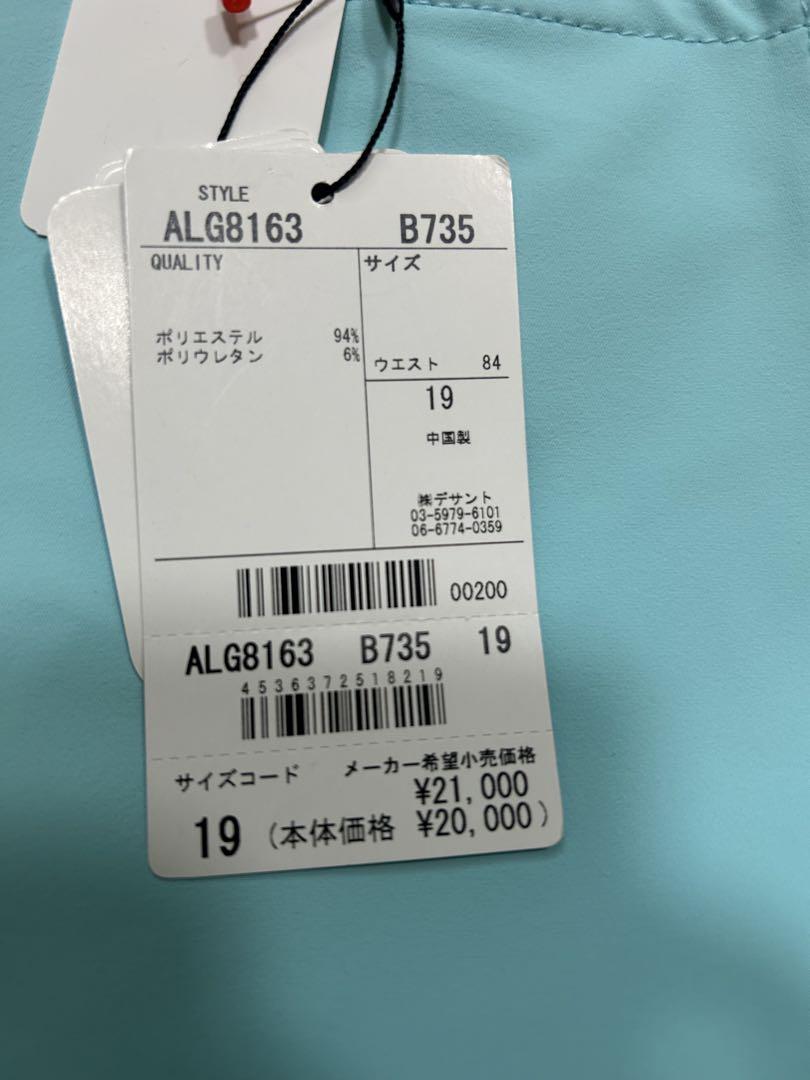 STYLE
ALG8163 B735
QUALITY
サイズ
ポリエステル 94%
ポリウレタン 6%
ウエスト 84
19
中国製
㈱デサント
03-5979-6101
06-6774-0359
00200
ALG8163 B735 19
4536372518219
サイズコード
メーカー希望小売価格
¥21,000
19 (本体価格 ¥20,000)